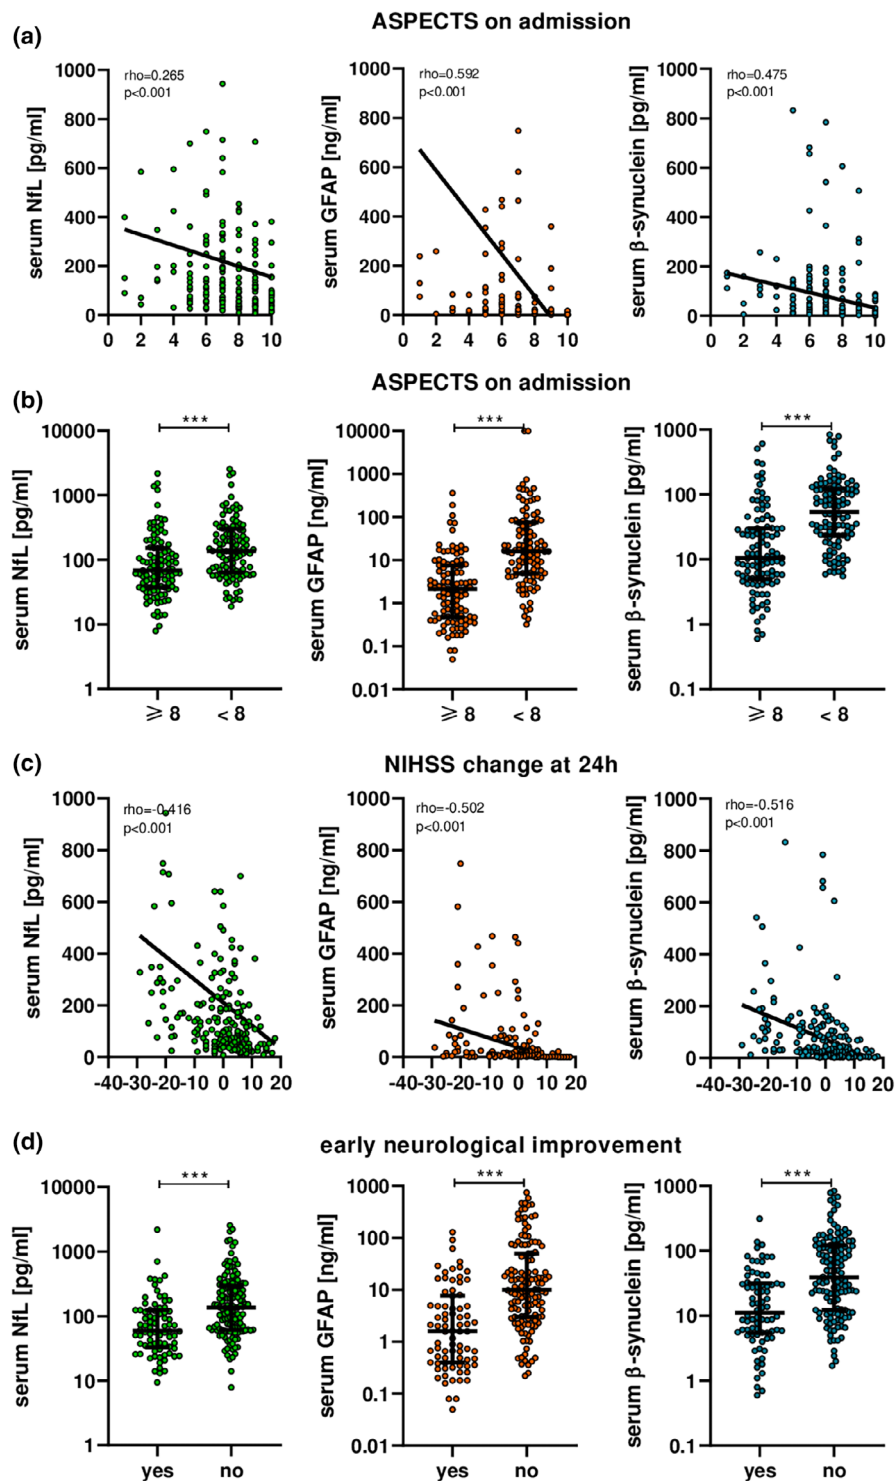 (a)
ASPECTS on admission
serum NfL [pg/ml]
1000
800
600
400
200
0
rho=0.265
p<0.001
0 2 4 6 8 10
serum GFAP [ng/ml]
1000
800
600
400
200
0
rho=0.592
p<0.001
0 2 4 6 8 10
serum β-synuclein [pg/ml]
1000
800
600
400
200
0
rho=0.475
p<0.001
0 2 4 6 8 10
(b)
ASPECTS on admission
serum NfL [pg/ml]
10000
1000
100
10
1
***
⩾ 8 < 8
serum GFAP [ng/ml]
10000
1000
100
10
1
0.1
0.01
***
⩾ 8 < 8
serum β-synuclein [pg/ml]
1000
100
10
1
0.1
***
⩾ 8 < 8
(c)
NIHSS change at 24h
serum NfL [pg/ml]
1000
800
600
400
200
0
rho=-0.416
p<0.001
-40-30-20-10 0 10 20
serum GFAP [ng/ml]
1000
800
600
400
200
0
rho=-0.502
p<0.001
-40-30-20-10 0 10 20
serum β-synuclein [pg/ml]
1000
800
600
400
200
0
rho=-0.516
p<0.001
-40-30-20-10 0 10 20
(d)
early neurological improvement
serum NfL [pg/ml]
10000
1000
100
10
1
***
yes no
serum GFAP [ng/ml]
1000
100
10
1
0.1
0.01
***
yes no
serum β-synuclein [pg/ml]
1000
100
10
1
0.1
***
yes no